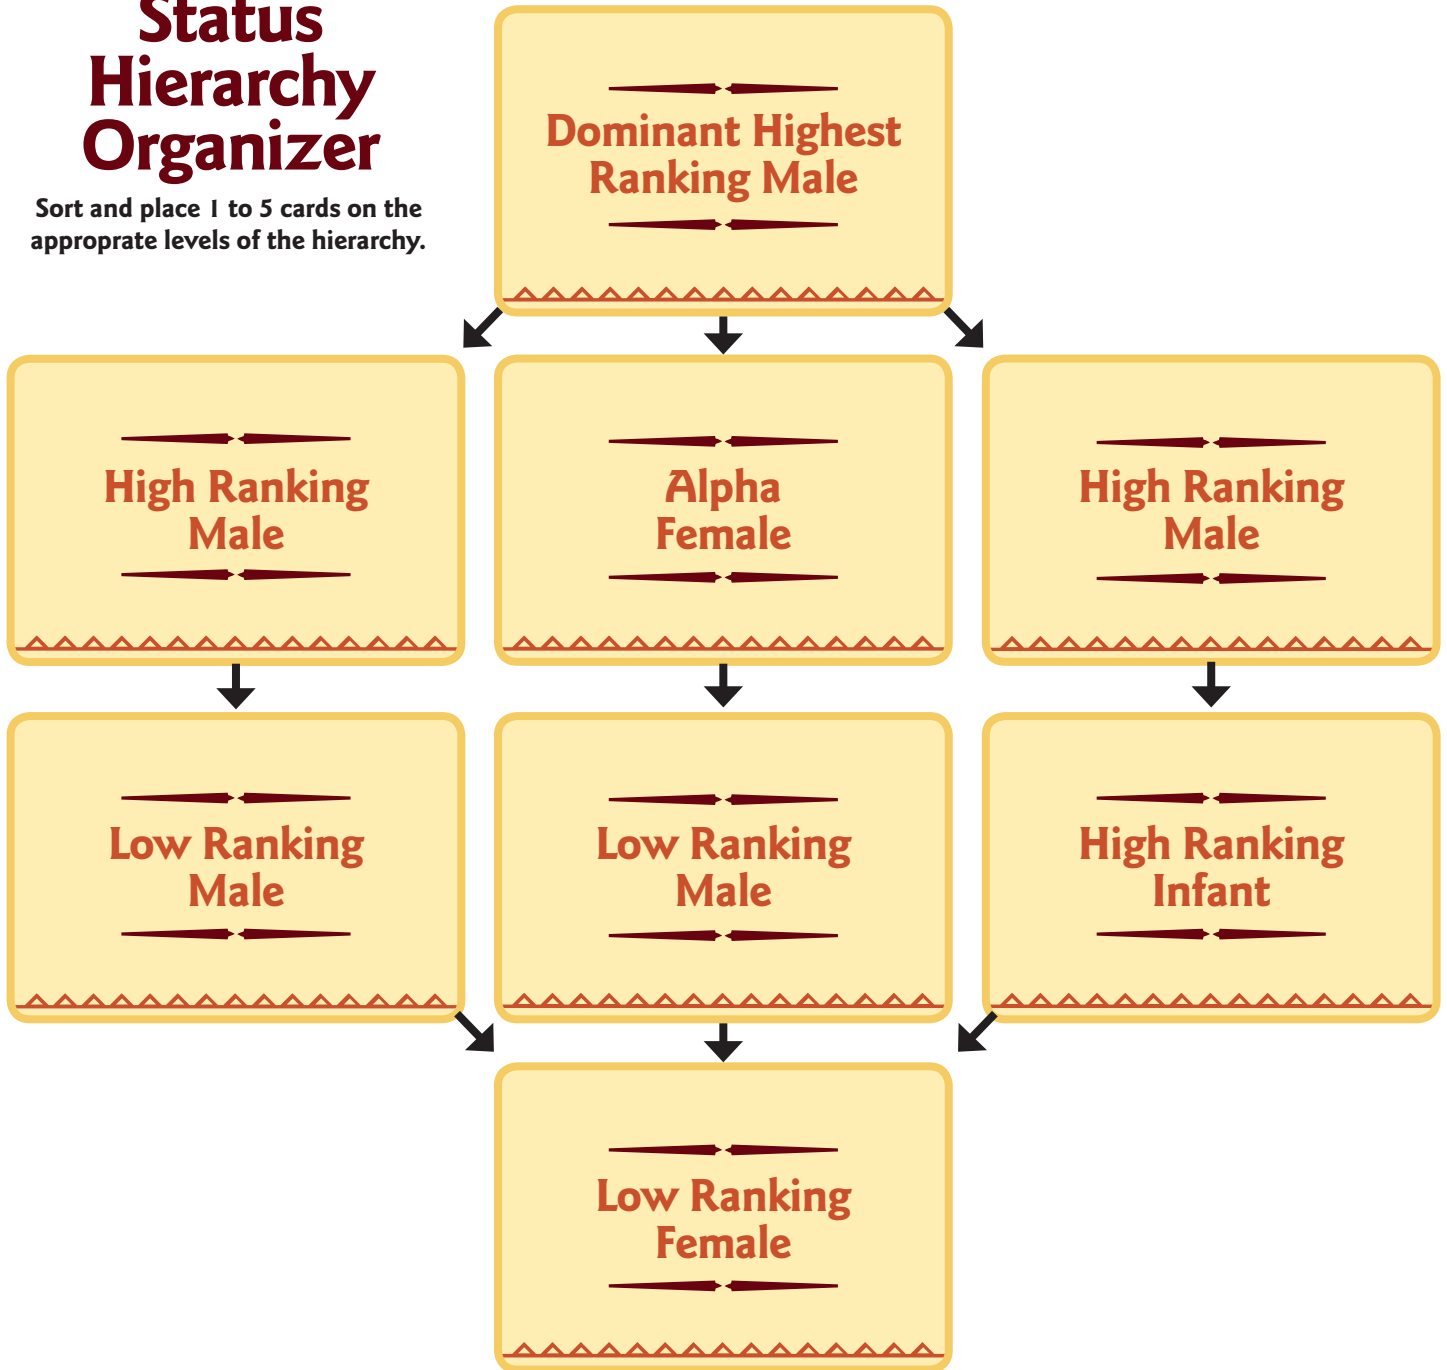 Status
Hierarchy
Organizer
Sort and place 1 to 5 cards on the
approprate levels of the hierarchy.
Dominant Highest
Ranking Male
High Ranking
Male
Alpha
Female
High Ranking
Male
Low Ranking
Male
Low Ranking
Male
High Ranking
Infant
Low Ranking
Female